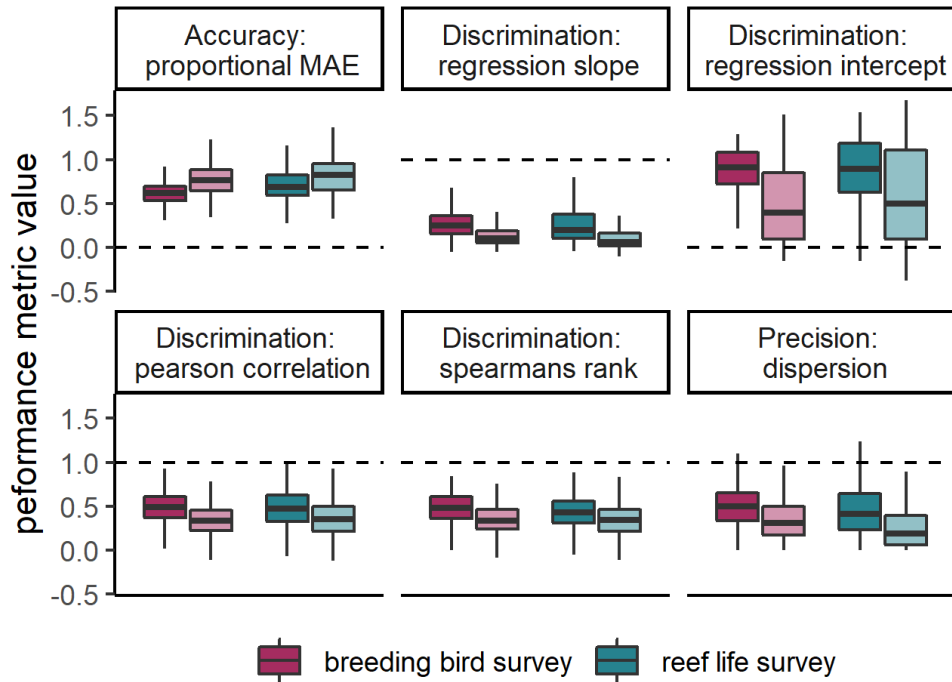 Accuracy:
proportional MAE
Discrimination:
regression slope
Discrimination:
regression intercept
1.5
1.0
0.5
0.0
-0.5
Discrimination:
pearson correlation
Discrimination:
spearmans rank
Precision:
dispersion
1.5
1.0
0.5
0.0
-0.5
peformance metric value
breeding bird survey
reef life survey